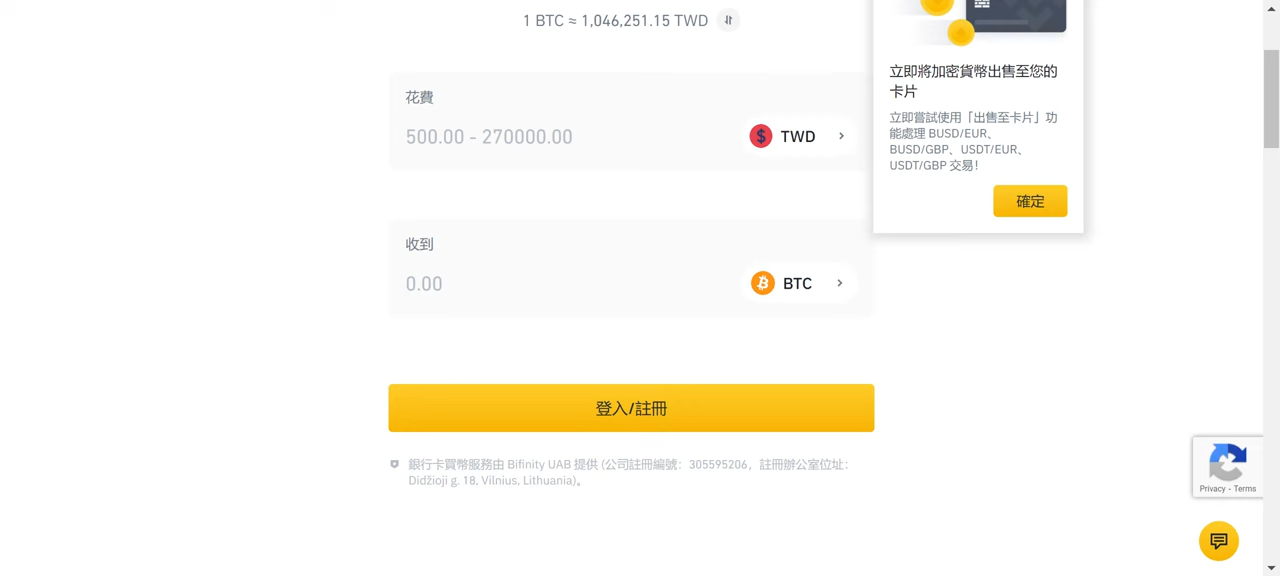 1 BTC ≈ 1,046,251.15 TWD
花費
500.00 - 270000.00
TWD
收到
0.00
BTC
登入/註冊
銀行卡買幣服務由 Bifinity UAB 提供 (公司註冊編號：305595206，註冊辦公室位址：
Didžioji g. 18, Vilnius, Lithuania)。
立即將加密貨幣出售至您的
卡片
立即嘗試使用「出售至卡片」功
能處理 BUSD/EUR、
BUSD/GBP、USDT/EUR、
USDT/GBP 交易！
確定
Privacy - Terms